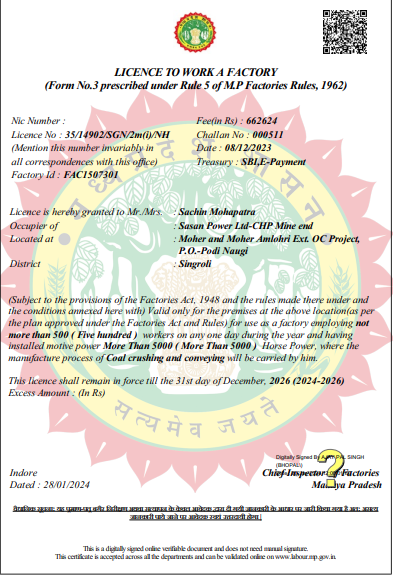 LICENCE TO WORK A FACTORY
(Form No.3 prescribed under Rule 5 of M.P Factories Rules, 1962)
Nic Number :
Fee(in Rs) : 662624
Licence No : 35/14902/SGN/2m(i)/NH
Challan No : 000511
(Mention this number invariably in
Date : 08/12/2023
all correspondences with this office)
Treasury : SBI,E-Payment
Factory Id : FAC1507301
Licence is hereby granted to Mr./Mrs. : Sachin Mohapatra
Occupier of : Sasan Power Ltd-CHP Mine end
Located at : Moher and Moher Amlohri Ext. OC Project,
P.O.-Podi Naugi
District : Singroli
(Subject to the provisions of the Factories Act, 1948 and the rules made there under and
the conditions annexed here with) Valid only for the premises at the above location(as per
the plan approved under the Factories Act and Rules) for use as a factory employing not
more than 500 ( Five hundred ) workers on any one day during the year and having
installed motive power More Than 5000 ( More Than 5000 ) Horse Power, where the
manufacture process of Coal crushing and conveying will be carried by him.
This licence shall remain in force till the 31st day of December, 2026 (2024-2026)
Excess Amount : (In Rs)
सत्यमेव जयते
Digitally Signed By
PAL SINGH
(BHOPAL)
Indore
Chief Inspector of Factories
Dated : 28/01/2024
Pradesh
This is a digitally signed online verifiable document and does not need manual signature.
This certificate is accepted across all the departments and can be validated online on www.labour.mp.gov.in.